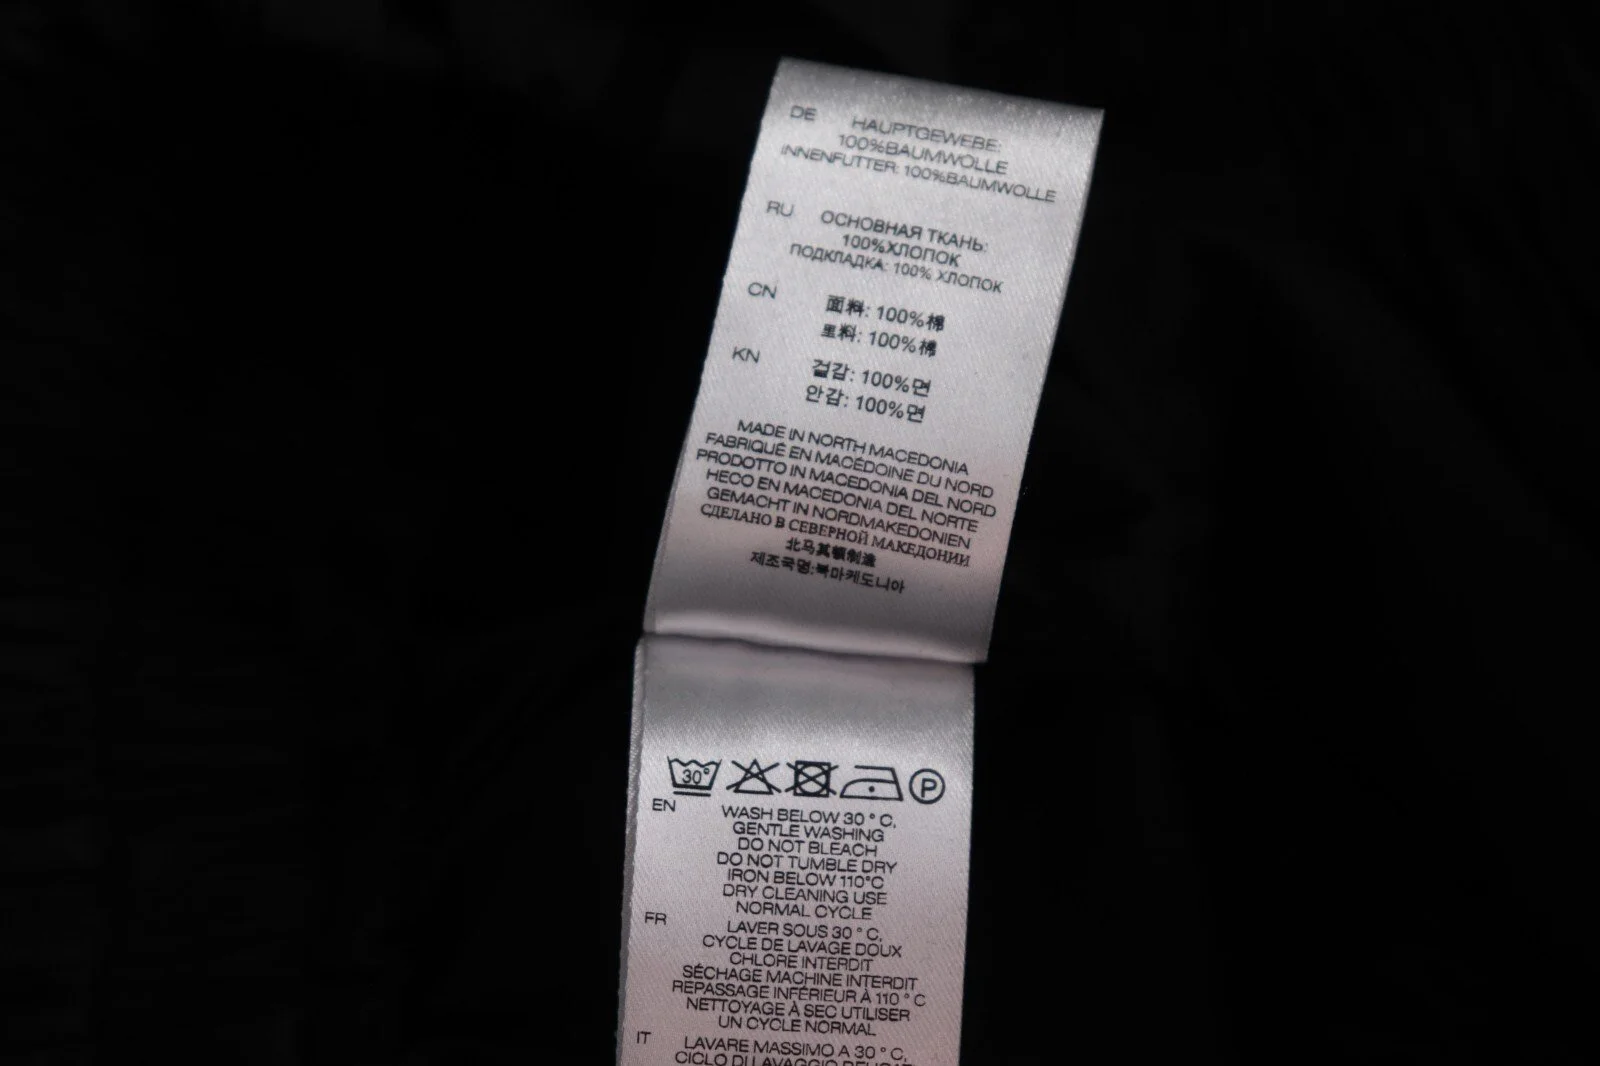 DE HAUPTGEWEBE:
100%BAUMWOLLE
INNENFUTTER: 100%BAUMWOLLE
RU ОСНОВНАЯ ТКАНЬ:
100%ХЛОПОК
ПОДКЛАДКА: 100% ХЛОПОК
CN 面料: 100%棉
里料: 100%棉
KN 겉감: 100%면
안감: 100%면
MADE IN NORTH MACEDONIA
FABRIQUÉ EN MACÉDOINE DU NORD
PRODOTTO IN MACEDONIA DEL NORD
HECO EN MACEDONIA DEL NORTE
GEMACHT IN NORDMAKEDONIEN
СДЕЛАНО В СЕВЕРНОЙ МАКЕДОНИИ
北马其顿制造
제조국명:북마케도니아
30° P
EN WASH BELOW 30 ° C,
GENTLE WASHING
DO NOT BLEACH
DO NOT TUMBLE DRY
IRON BELOW 110°C
DRY CLEANING USE
NORMAL CYCLE
FR LAVER SOUS 30 ° C,
CYCLE DE LAVAGE DOUX
CHLORE INTERDIT
SÉCHAGE MACHINE INTERDIT
REPASSAGE INFÉRIEUR À 110 ° C
NETTOYAGE À SEC UTILISER
UN CYCLE NORMAL
IT LAVARE MASSIMO A 30 ° C,
CICLO DI LAVAGGIO